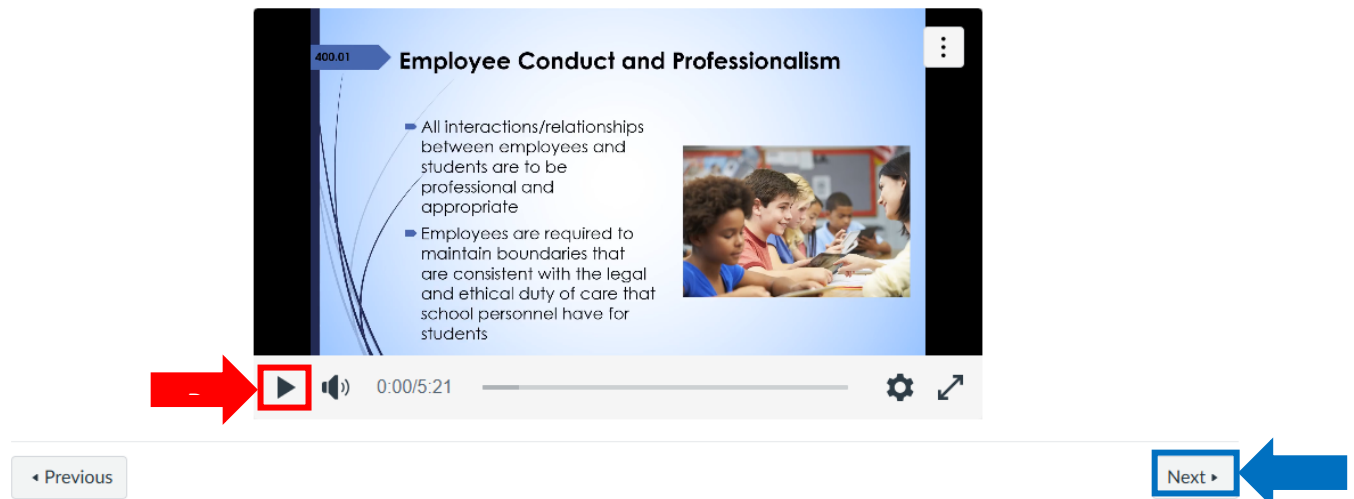 400.01
Employee Conduct and Professionalism
All interactions/relationships
between employees and
students are to be
professional and
appropriate
Employees are required to
maintain boundaries that
are consistent with the legal
and ethical duty of care that
school personnel have for
students
0:00/5:21
Previous
Next